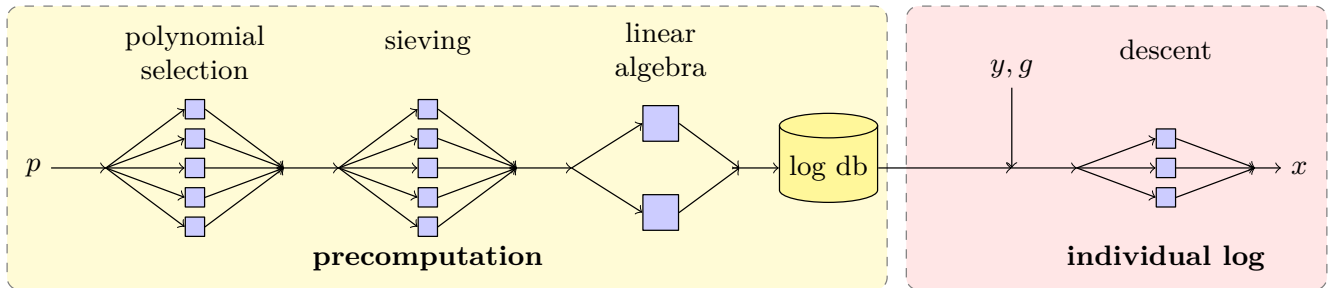 polynomial
selection
sieving
linear
algebra
p
log db
precomputation
y, g
descent
x
individual log